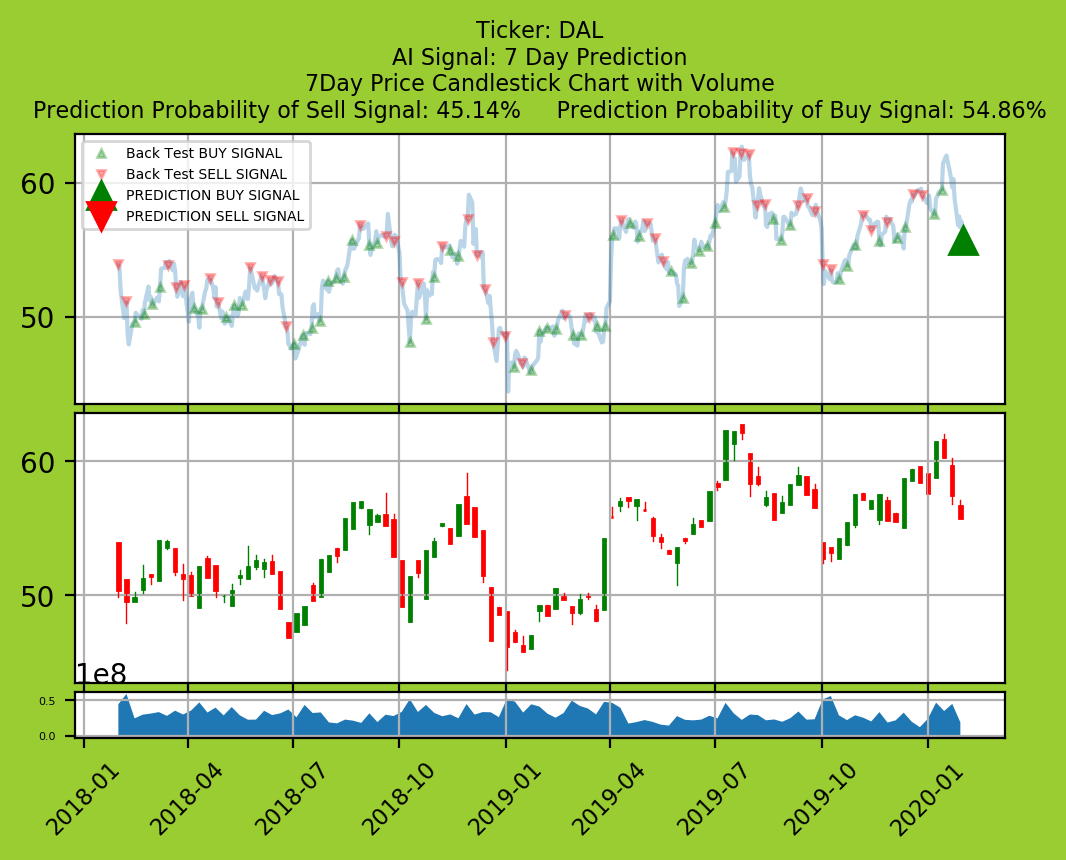 Ticker: DAL
AI Signal: 7 Day Prediction
7Day Price Candlestick Chart with Volume
Prediction Probability of Sell Signal: 45.14% Prediction Probability of Buy Signal: 54.86%
Back Test BUY SIGNAL
Back Test SELL SIGNAL
PREDICTION BUY SIGNAL
PREDICTION SELL SIGNAL
60
50
60
50
1e8
0.5
0.0
2018-01
2018-04
2018-07
2018-10
2019-01
2019-04
2019-07
2019-10
2020-01